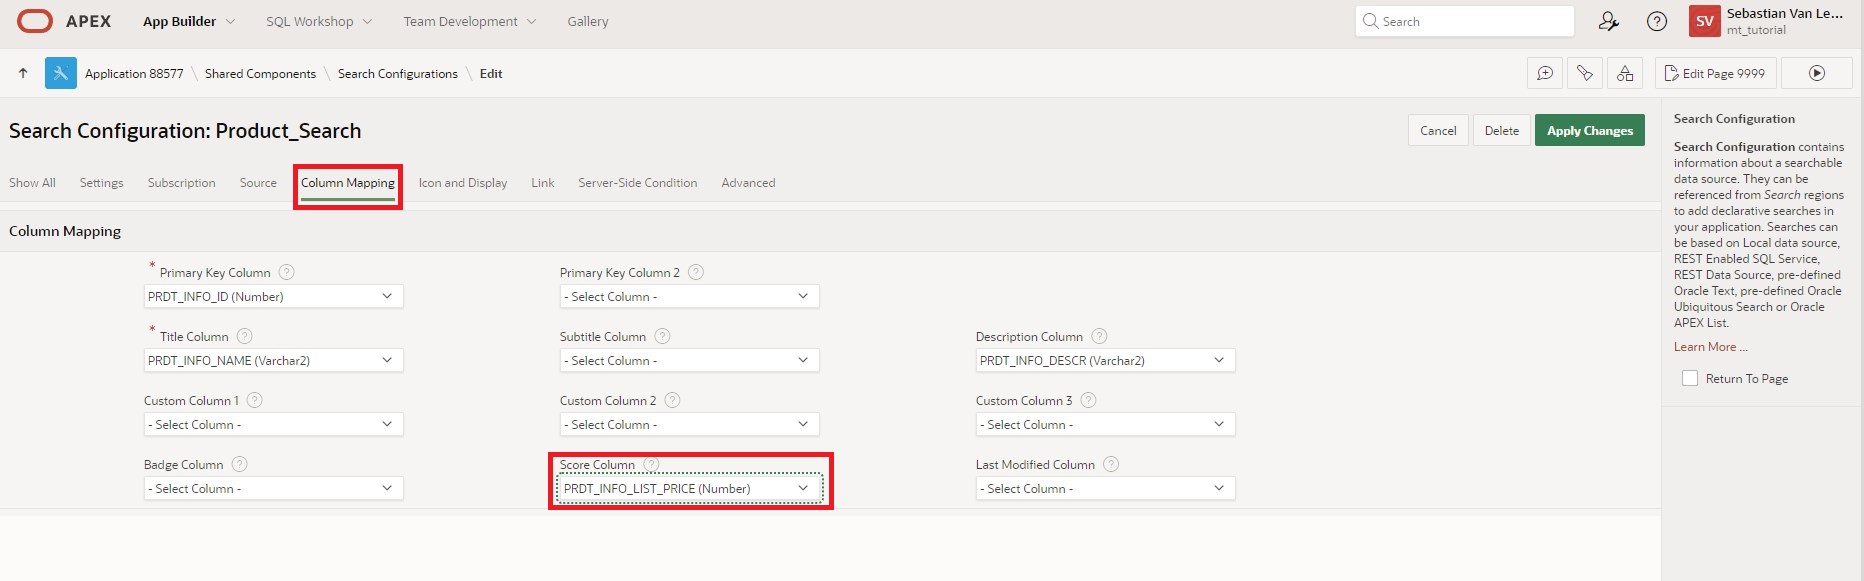 APEX App Builder SQL Workshop Team Development Gallery Search ? SV Sebastian Van Le...
mt_tutorial
Application 88577 \ Shared Components \ Search Configurations \ Edit Edit Page 9999
Search Configuration: Product_Search Cancel Delete Apply Changes
Show All Settings Subscription Source Column Mapping Icon and Display Link Server-Side Condition Advanced
Column Mapping
* Primary Key Column ? Primary Key Column 2 ?
PRDT_INFO_ID (Number) - Select Column -
* Title Column ? Subtitle Column ? Description Column ?
PRDT_INFO_NAME (Varchar2) - Select Column - PRDT_INFO_DESCR (Varchar2)
Custom Column 1 ? Custom Column 2 ? Custom Column 3 ?
- Select Column - - Select Column - - Select Column -
Badge Column ? Score Column ? Last Modified Column ?
- Select Column - PRDT_INFO_LIST_PRICE (Number) - Select Column -
Search Configuration
Search Configuration contains
information about a searchable
data source. They can be
referenced from Search regions
to add declarative searches in
your application. Searches can
be based on Local data source,
REST Enabled SQL Service,
REST Data Source, pre-defined
Oracle Text, pre-defined Oracle
Ubiquitous Search or Oracle
APEX List.
Learn More ...
Return To Page